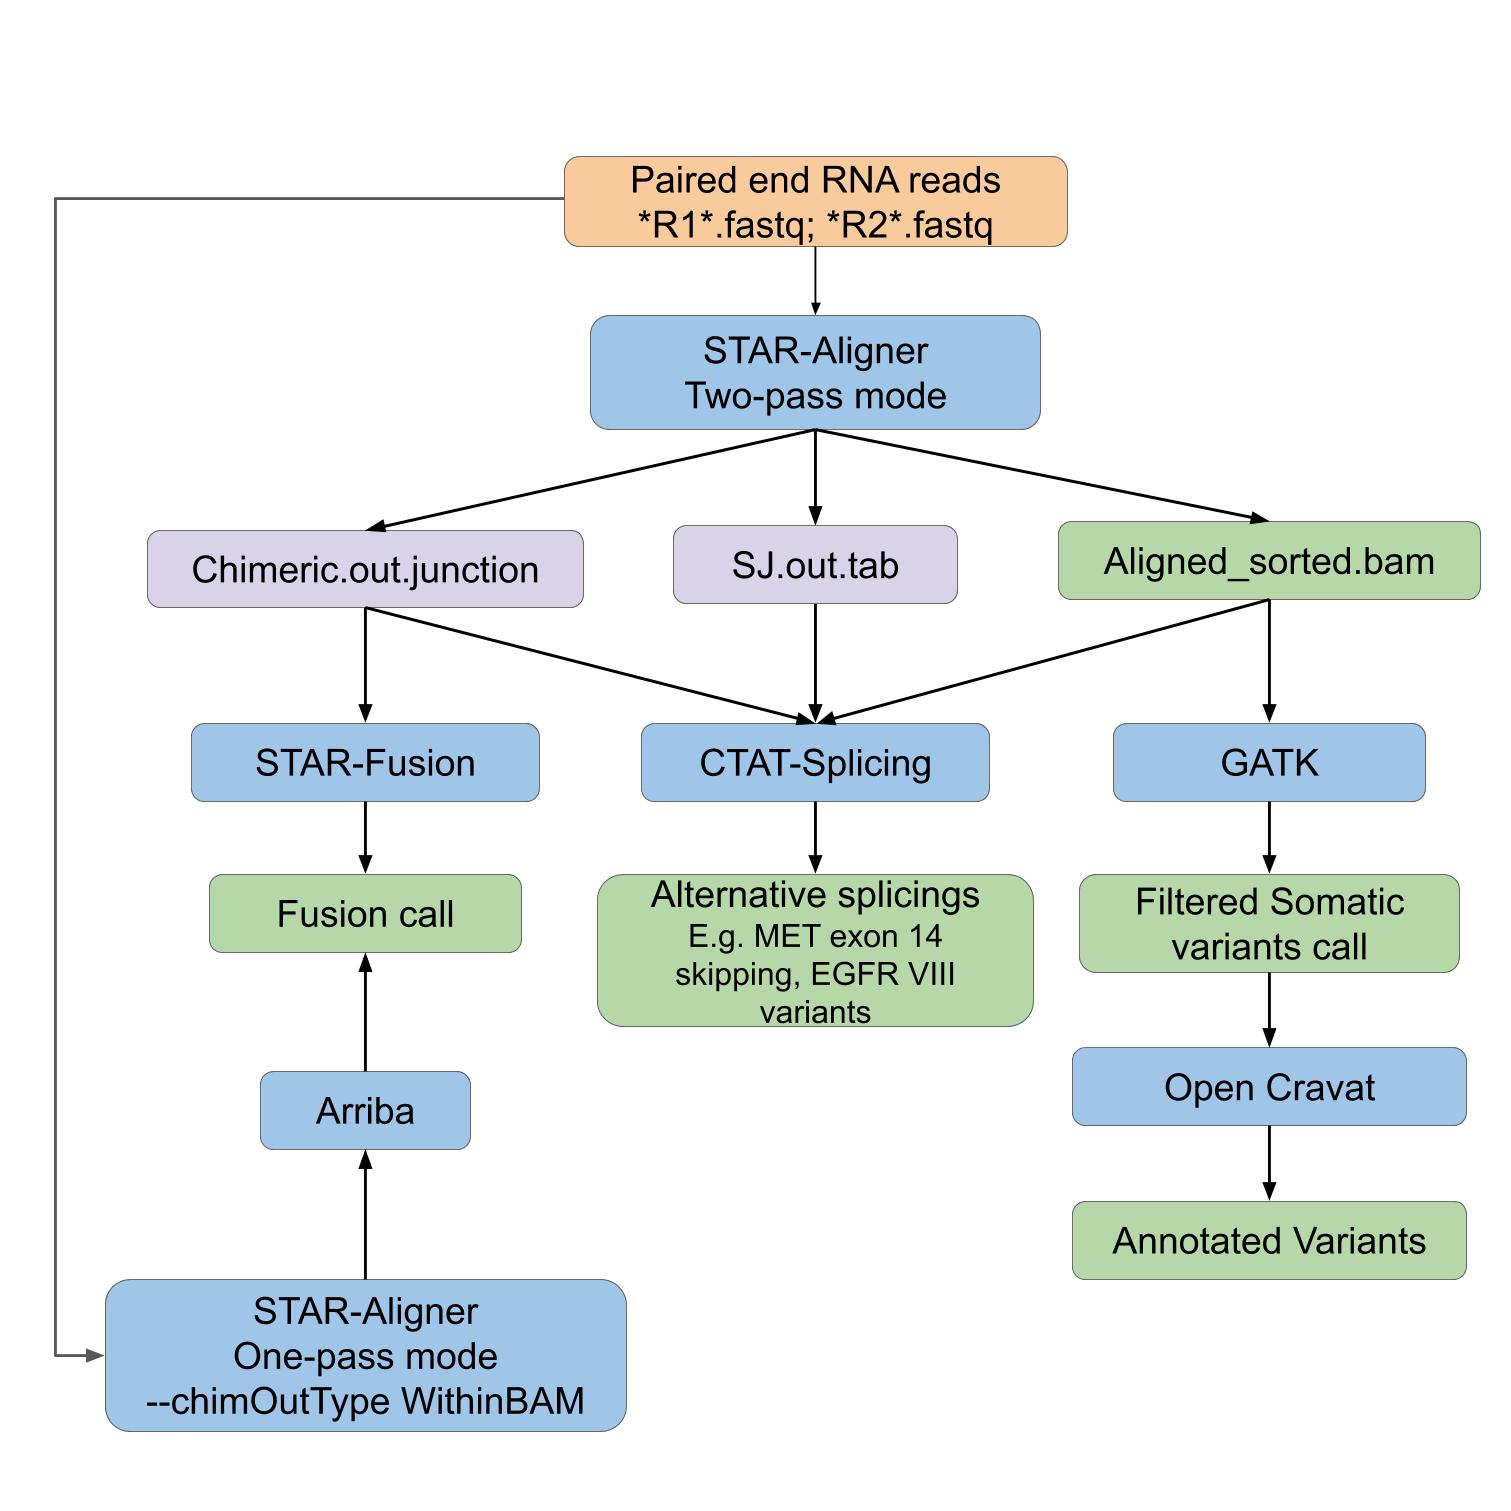 Paired end RNA reads
*R1*.fastq; *R2*.fastq
STAR-Aligner
Two-pass mode
Chimeric.out.junction
SJ.out.tab
Aligned_sorted.bam
STAR-Fusion
CTAT-Splicing
GATK
Fusion call
Alternative splicings
E.g. MET exon 14
skipping, EGFR VIII
variants
Filtered Somatic
variants call
Arriba
Open Cravat
Annotated Variants
STAR-Aligner
One-pass mode
--chimOutType WithinBAM